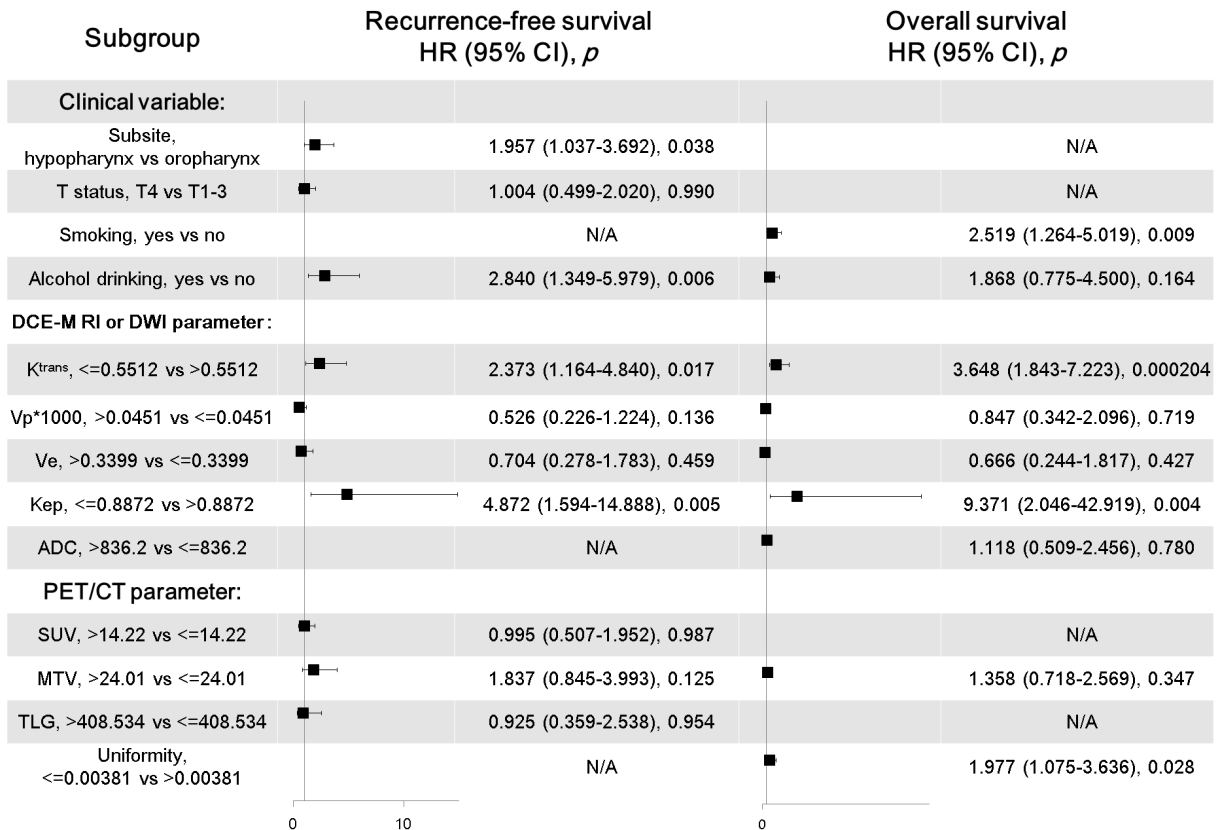 Subgroup
Recurrence-free survival
HR (95% CI), p
Overall survival
HR (95% CI), p
Clinical variable:
Subsite,
hypopharynx vs oropharynx
1.957 (1.037-3.692), 0.038
N/A
T status, T4 vs T1-3
1.004 (0.499-2.020), 0.990
N/A
Smoking, yes vs no
N/A
2.519 (1.264-5.019), 0.009
Alcohol drinking, yes vs no
2.840 (1.349-5.979), 0.006
1.868 (0.775-4.500), 0.164
DCE-M RI or DWI parameter:
Ktrans, <=0.5512 vs >0.5512
2.373 (1.164-4.840), 0.017
3.648 (1.843-7.223), 0.000204
Vp*1000, >0.0451 vs <=0.0451
0.526 (0.226-1.224), 0.136
0.847 (0.342-2.096), 0.719
Ve, >0.3399 vs <=0.3399
0.704 (0.278-1.783), 0.459
0.666 (0.244-1.817), 0.427
Kep, <=0.8872 vs >0.8872
4.872 (1.594-14.888), 0.005
9.371 (2.046-42.919), 0.004
ADC, >836.2 vs <=836.2
N/A
1.118 (0.509-2.456), 0.780
PET/CT parameter:
SUV, >14.22 vs <=14.22
0.995 (0.507-1.952), 0.987
N/A
MTV, >24.01 vs <=24.01
1.837 (0.845-3.993), 0.125
1.358 (0.718-2.569), 0.347
TLG, >408.534 vs <=408.534
0.925 (0.359-2.538), 0.954
N/A
Uniformity,
<=0.00381 vs >0.00381
N/A
1.977 (1.075-3.636), 0.028
0 10
0